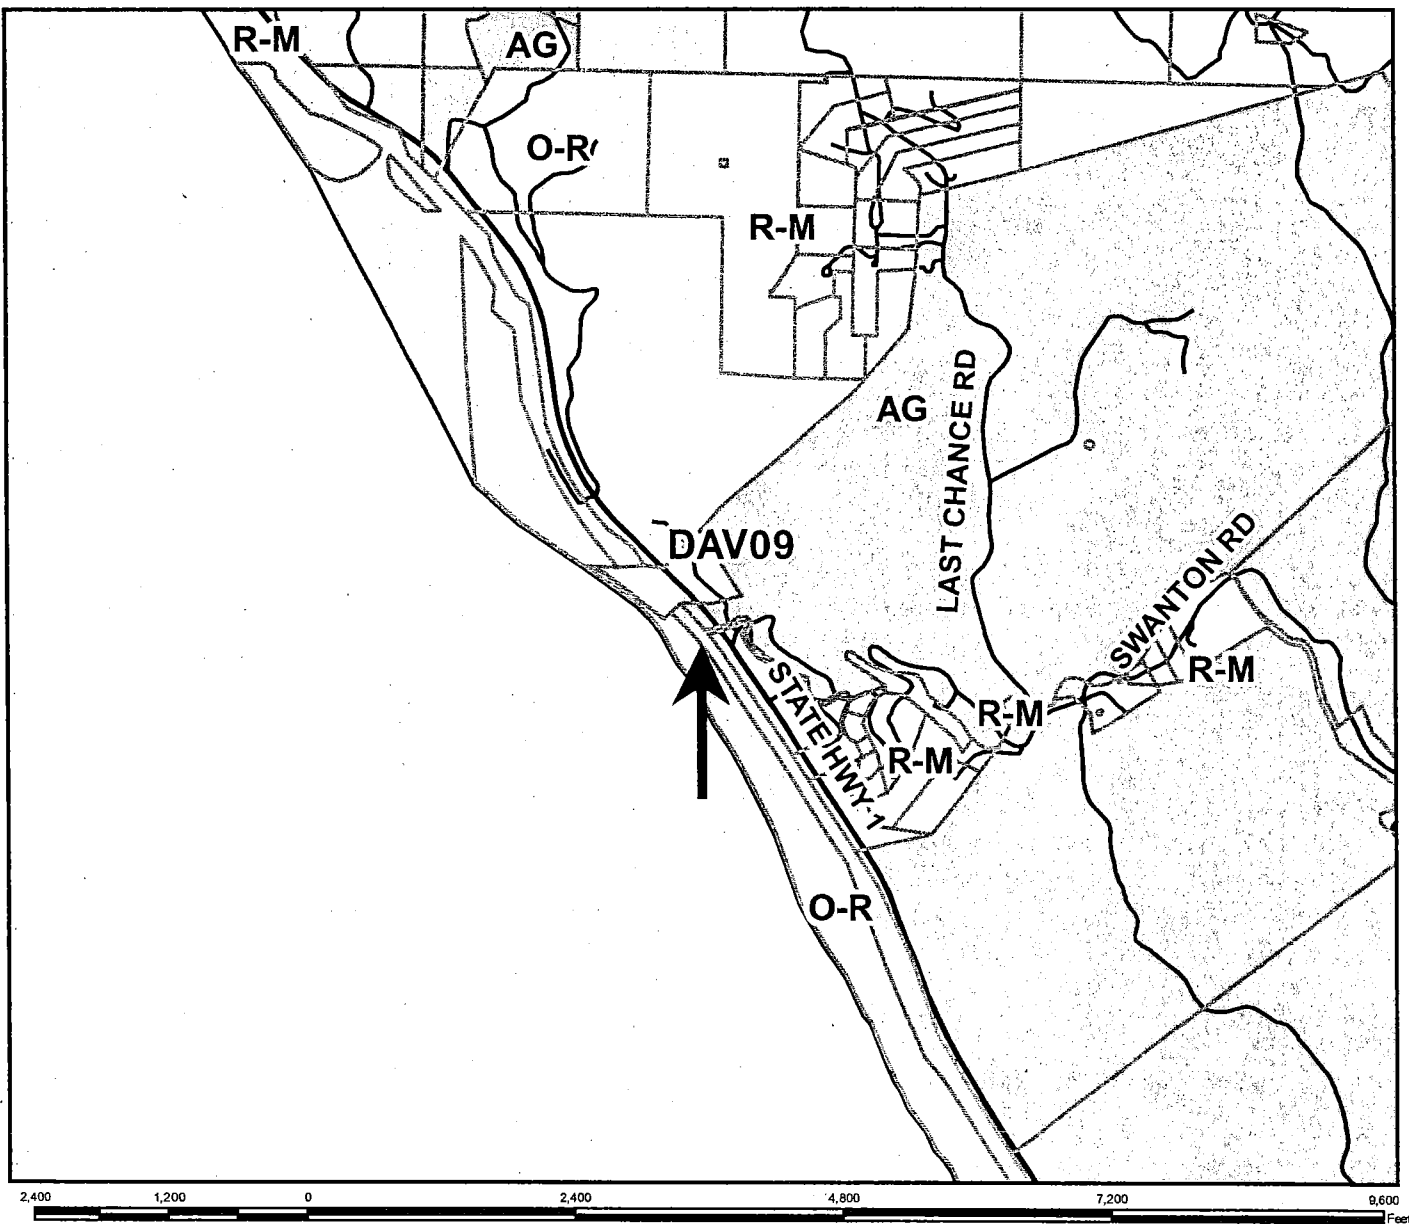 R-M
AG
O-R
R-M
AG
LAST CHANCE RD
DAV09
SWANTON RD
R-M
STATE HWY 1
R-M
R-M
O-R
2,400 1,200 0 2,400 4,800 7,200 9,600
Feet